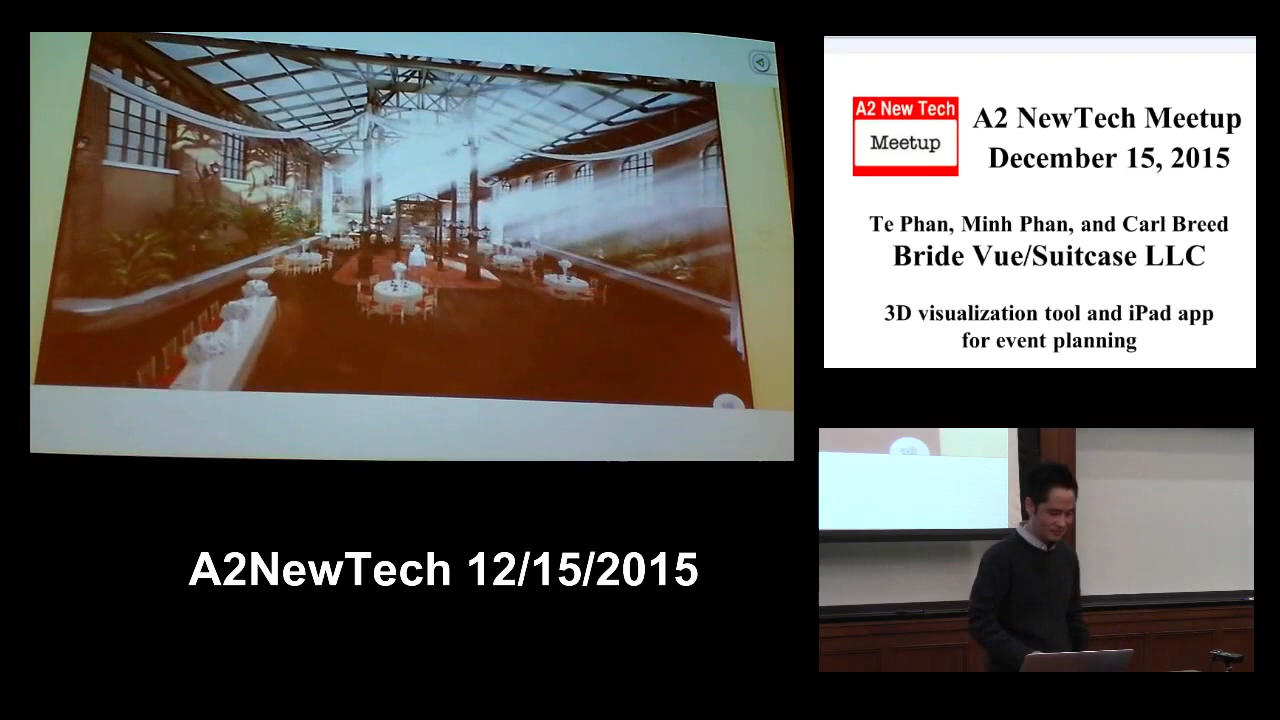 A2 New Tech
Meetup
A2 NewTech Meetup
December 15, 2015
Te Phan, Minh Phan, and Carl Breed
Bride Vue/Suitcase LLC
3D visualization tool and iPad app
for event planning
A2NewTech 12/15/2015